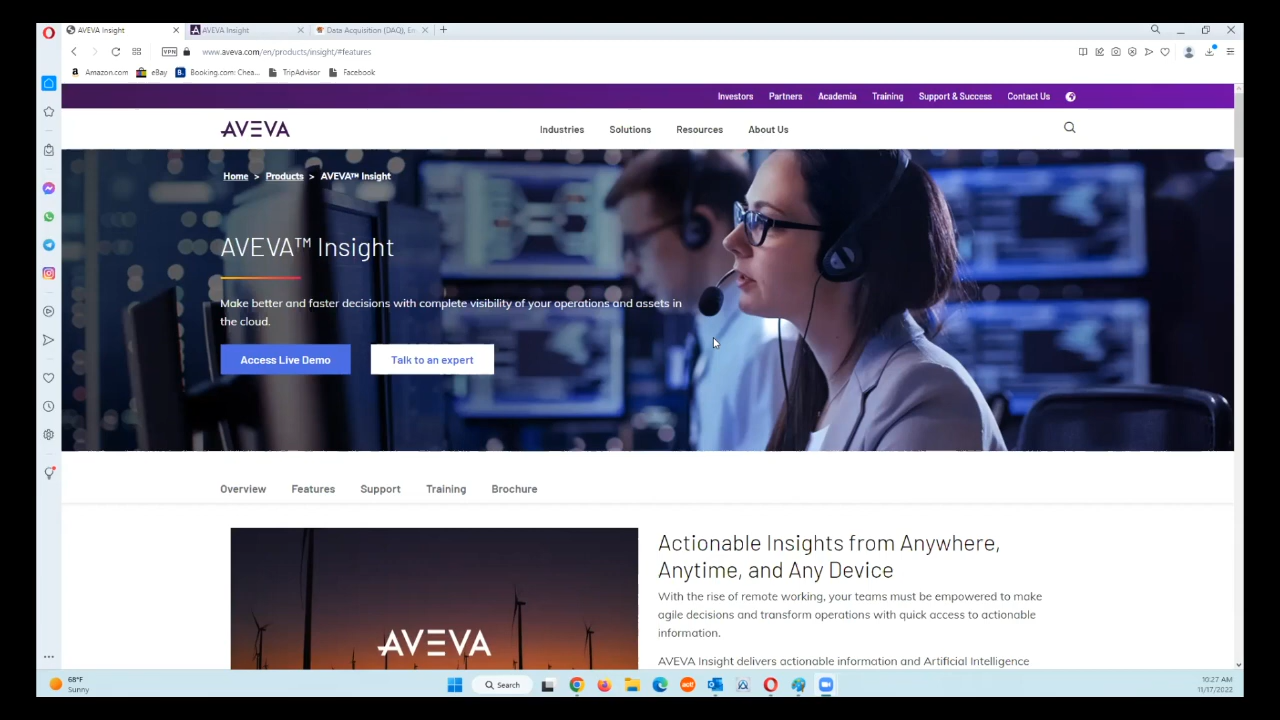 AVEVA Insight
AVEVA Insight
Data Acquisition (DAQ), En
VPN
www.aveva.com/en/products/insight/#features
Amazon.com
eBay
Booking.com: Chea...
TripAdvisor
Facebook
Investors
Partners
Academia
Training
Support & Success
Contact Us
AVEVA
Industries
Solutions
Resources
About Us
Home > Products > AVEVA™ Insight
AVEVA™ Insight
Make better and faster decisions with complete visibility of your operations and assets in
the cloud.
Access Live Demo
Talk to an expert
Overview
Features
Support
Training
Brochure
AVEVA
Actionable Insights from Anywhere,
Anytime, and Any Device
With the rise of remote working, your teams must be empowered to make
agile decisions and transform operations with quick access to actionable
information.
AVEVA Insight delivers actionable information and Artificial Intelligence
68°F
Sunny
Search
10:27 AM
11/17/2022